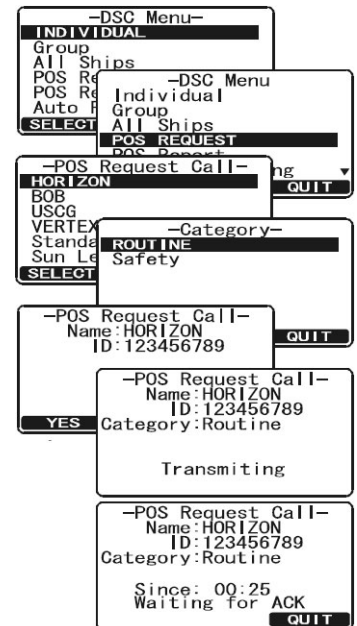 -DSC Menu-
INDIVIDUAL
Group
All Ships
POS
POS
Auto
SELECT
-DSC Menu
Individual
Group
All Ships
POS REQUEST
POS Report
ng
QUIT
-POS Request Call-
HORIZON
BOB
USCG
VERTEX
Standa
Sun Le
SELECT
-Category-
ROUTINE
Safety
QUIT
-POS Request Call-
Name:HORIZON
ID:123456789
YES
-POS Request Call-
Name:HORIZON
ID:123456789
Category:Routine
Transmiting
-POS Request Call-
Name:HORIZON
ID:123456789
Category:Routine
Since: 00:25
Waiting for ACK
QUIT